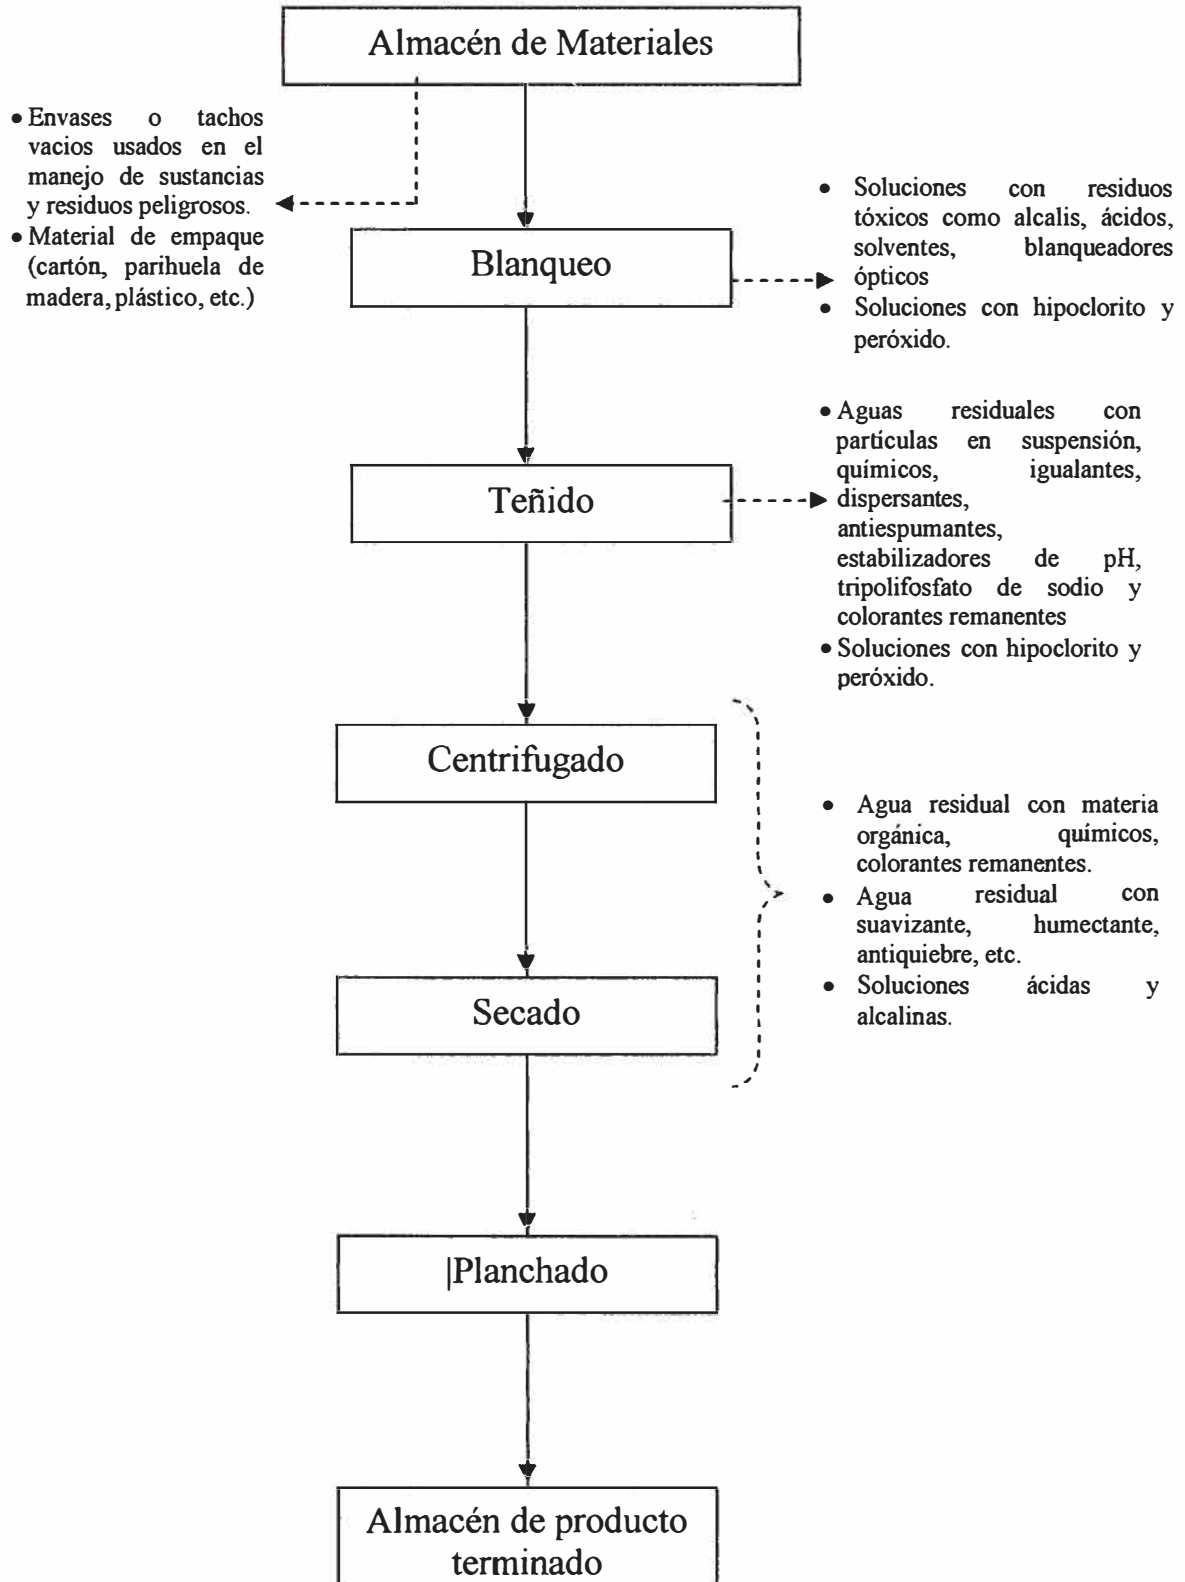 Almacén de Materiales
• Envases o tachos
vacios usados en el
manejo de sustancias
y residuos peligrosos.
• Material de empaque
(cartón, parihuela de
madera, plástico, etc.)
Blanqueo
• Soluciones con residuos
tóxicos como alcalis, ácidos,
solventes, blanqueadores
ópticos
• Soluciones con hipoclorito y
peróxido.
Teñido
• Aguas residuales con
partículas en suspensión,
químicos, igualantes,
dispersantes,
antiespumantes,
estabilizadores de pH,
tripolifosfato de sodio y
colorantes remanentes
• Soluciones con hipoclorito y
peróxido.
Centrifugado
• Agua residual con materia
orgánica, químicos,
colorantes remanentes.
• Agua residual con
suavizante, humectante,
antiquiebre, etc.
• Soluciones ácidas y
alcalinas.
Secado
|Planchado
Almacén de producto
terminado